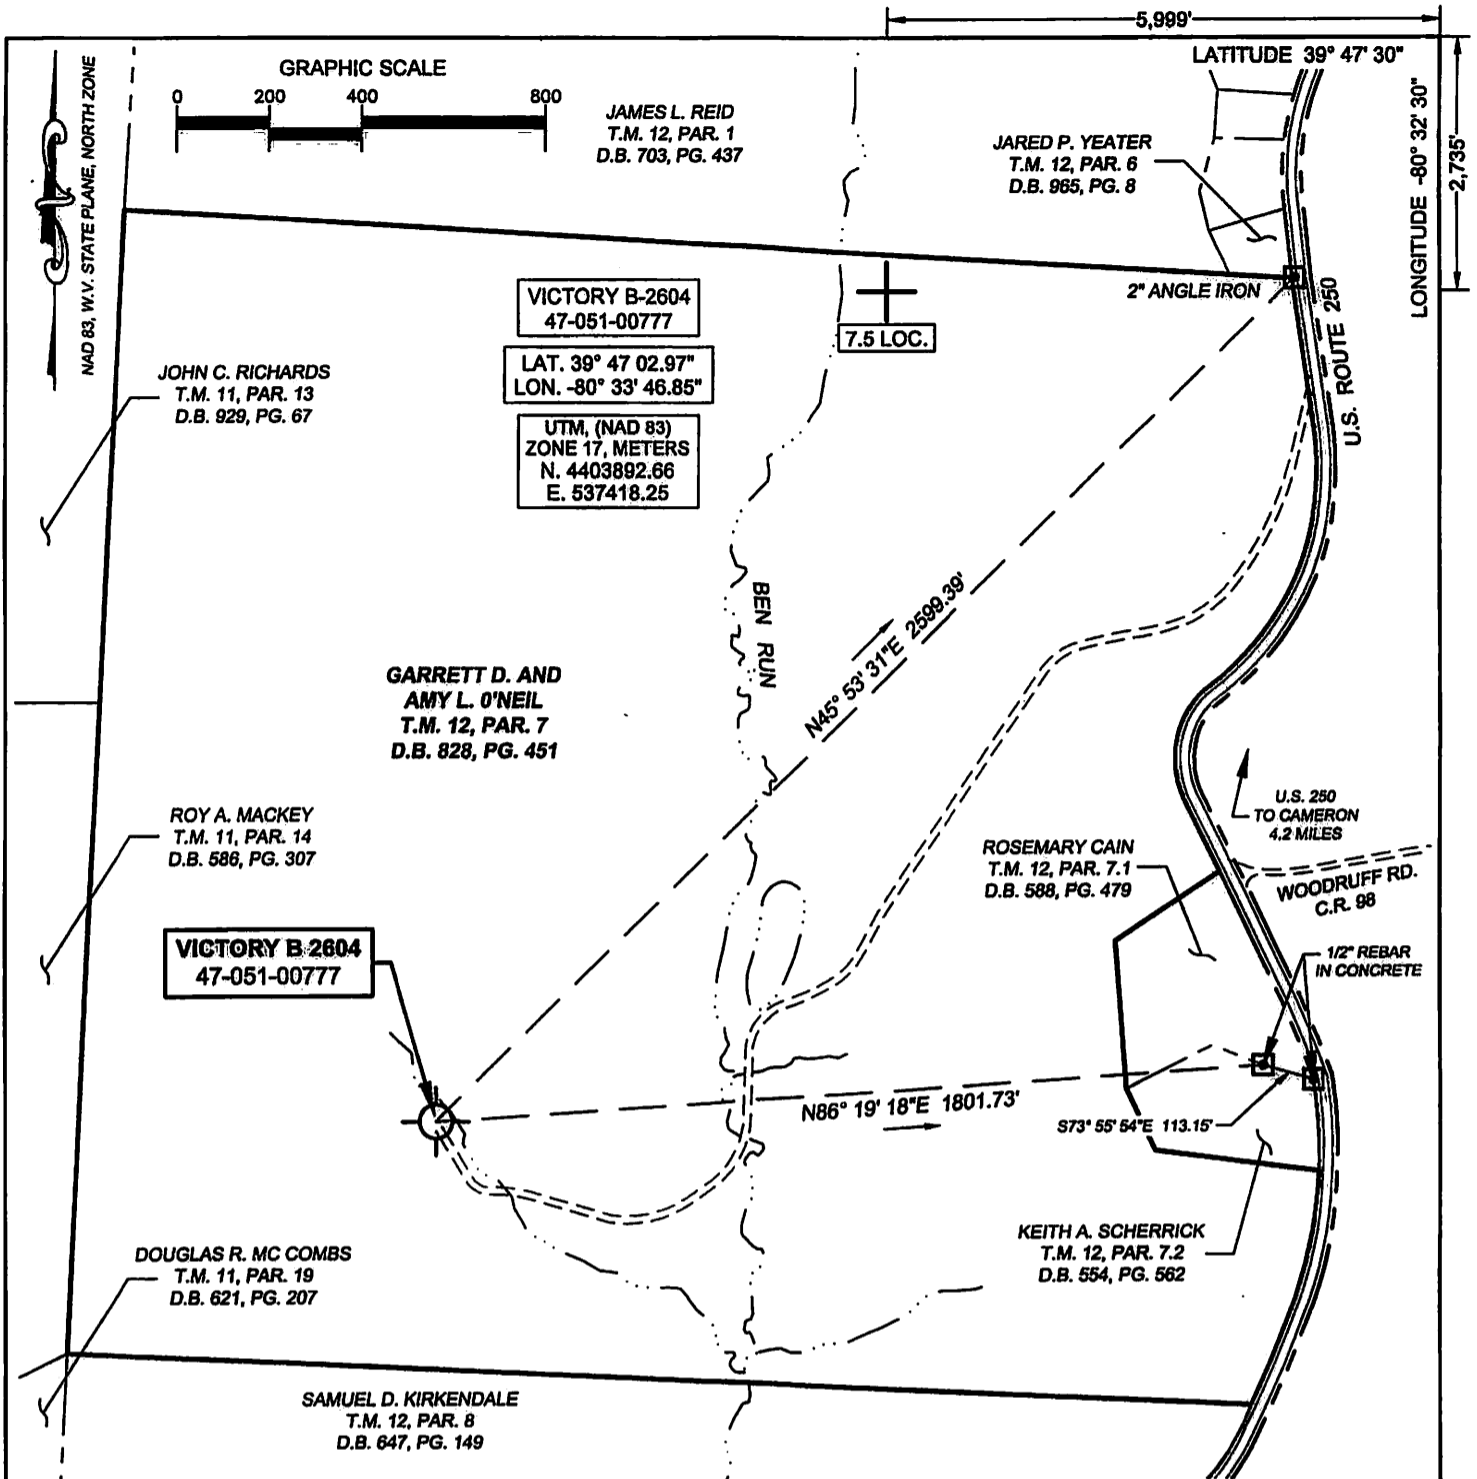 5,999'
LATITUDE 39° 47' 30"
LONGITUDE -80° 32' 30"
2,735'
NAD 83, W.V. STATE PLANE, NORTH ZONE
GRAPHIC SCALE
0 200 400 800
JAMES L. REID
T.M. 12, PAR. 1
D.B. 703, PG. 437
JARED P. YEATER
T.M. 12, PAR. 6
D.B. 965, PG. 8
2" ANGLE IRON
U.S. ROUTE 250
VICTORY B-2604
47-051-00777
7.5 LOC.
LAT. 39° 47 02.97"
LON. -80° 33' 46.85"
UTM, (NAD 83)
ZONE 17, METERS
N. 4403892.66
E. 537418.25
JOHN C. RICHARDS
T.M. 11, PAR. 13
D.B. 929, PG. 67
BEN RUN
N45° 53' 31"E 2599.39'
GARRETT D. AND
AMY L. O'NEIL
T.M. 12, PAR. 7
D.B. 828, PG. 451
U.S. 250
TO CAMERON
4.2 MILES
ROY A. MACKEY
T.M. 11, PAR. 14
D.B. 586, PG. 307
ROSEMARY CAIN
T.M. 12, PAR. 7.1
D.B. 588, PG. 479
WOODRUFF RD.
C.R. 98
VICTORY B 2604
47-051-00777
1/2" REBAR
IN CONCRETE
N86° 19' 18"E 1801.73'
S73° 55' 54"E 113.15'
KEITH A. SCHERRICK
T.M. 12, PAR. 7.2
D.B. 554, PG. 562
DOUGLAS R. MC COMBS
T.M. 11, PAR. 19
D.B. 621, PG. 207
SAMUEL D. KIRKENDALE
T.M. 12, PAR. 8
D.B. 647, PG. 149